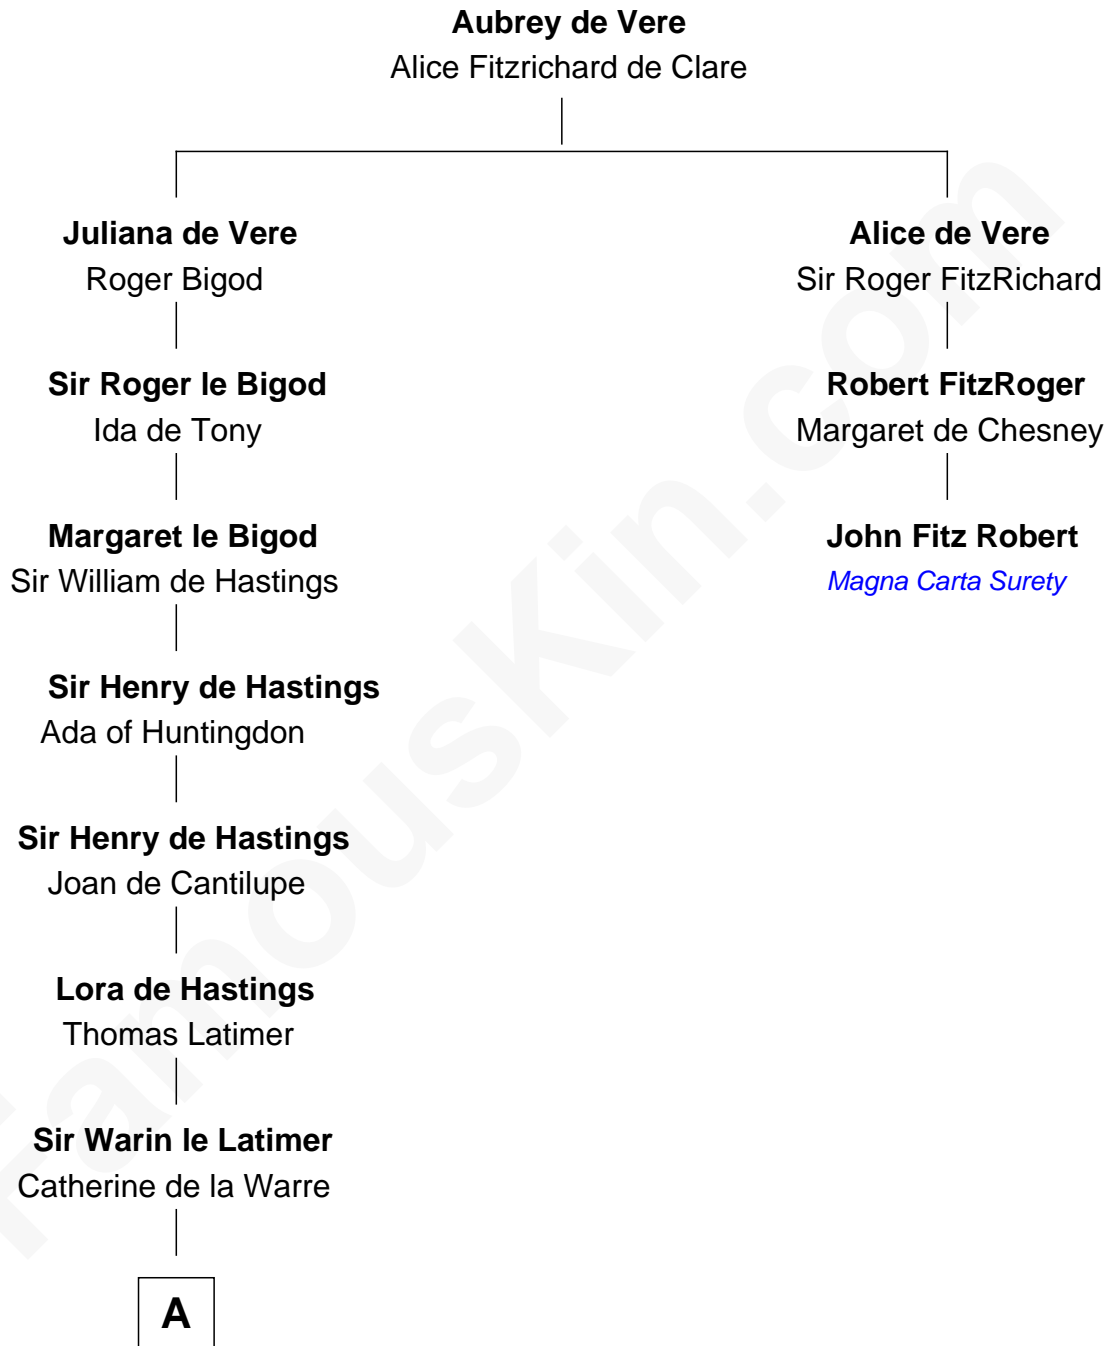 Aubrey de Vere
Alice Fitzrichard de Clare
Juliana de Vere
Roger Bigod
Alice de Vere
Sir Roger FitzRichard
Sir Roger le Bigod
Ida de Tony
Robert FitzRoger
Margaret de Chesney
Margaret le Bigod
Sir William de Hastings
John Fitz Robert
Magna Carta Surety
Sir Henry de Hastings
Ada of Huntingdon
Sir Henry de Hastings
Joan de Cantilupe
Lora de Hastings
Thomas Latimer
Sir Warin le Latimer
Catherine de la Warre
A
FamousKin.com